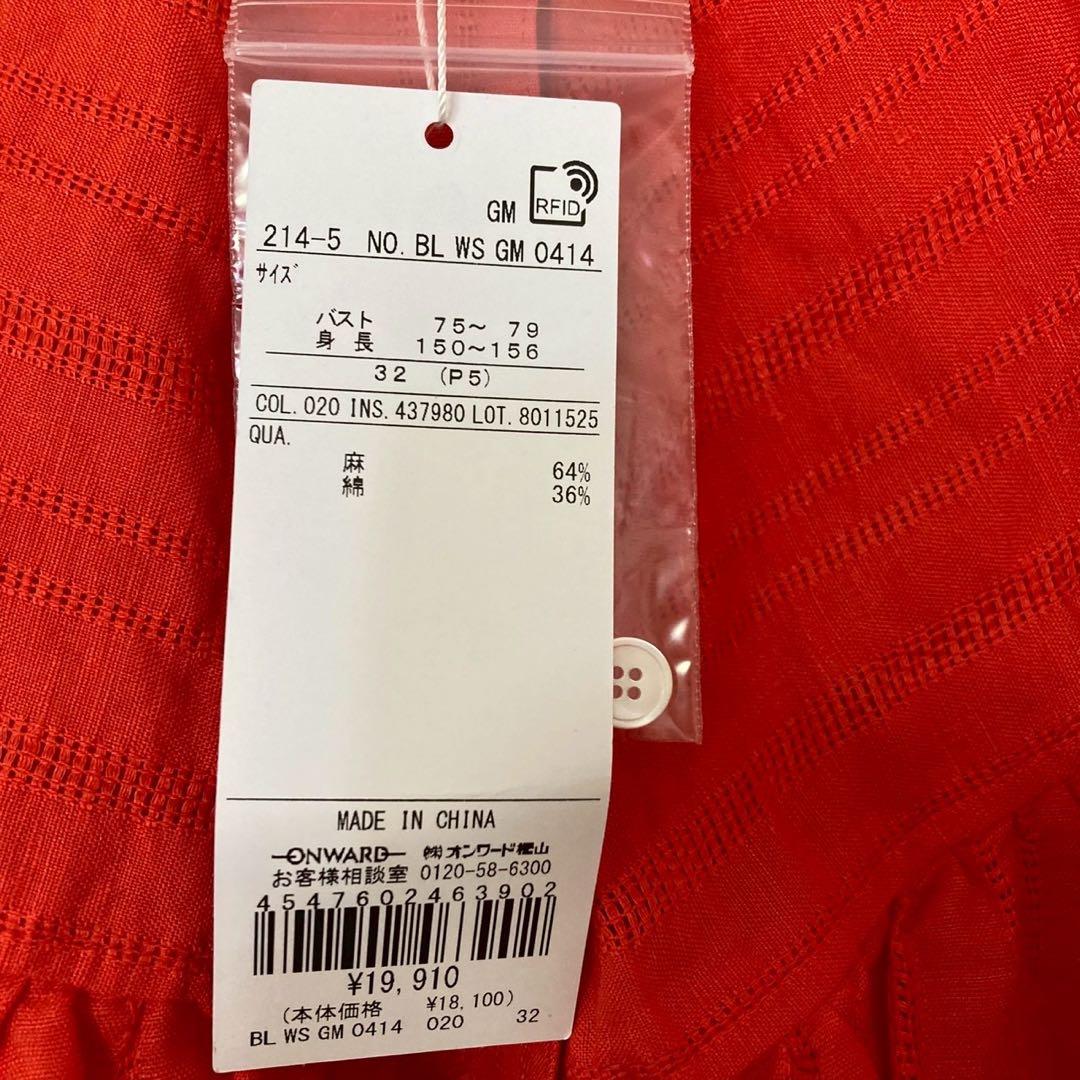 GM RFID
214-5 NO. BL WS GM 0414
サイズ
バスト 75～ 79
身長 150～156
32 (P5)
COL. 020 INS. 437980 LOT. 8011525
QUA.
麻 64%
綿 36%
MADE IN CHINA
ONWARD ㈱オンワード樫山
お客様相談室 0120-58-6300
4547602463902
¥19,910
(本体価格 ¥18,100)
BL WS GM 0414 020 32